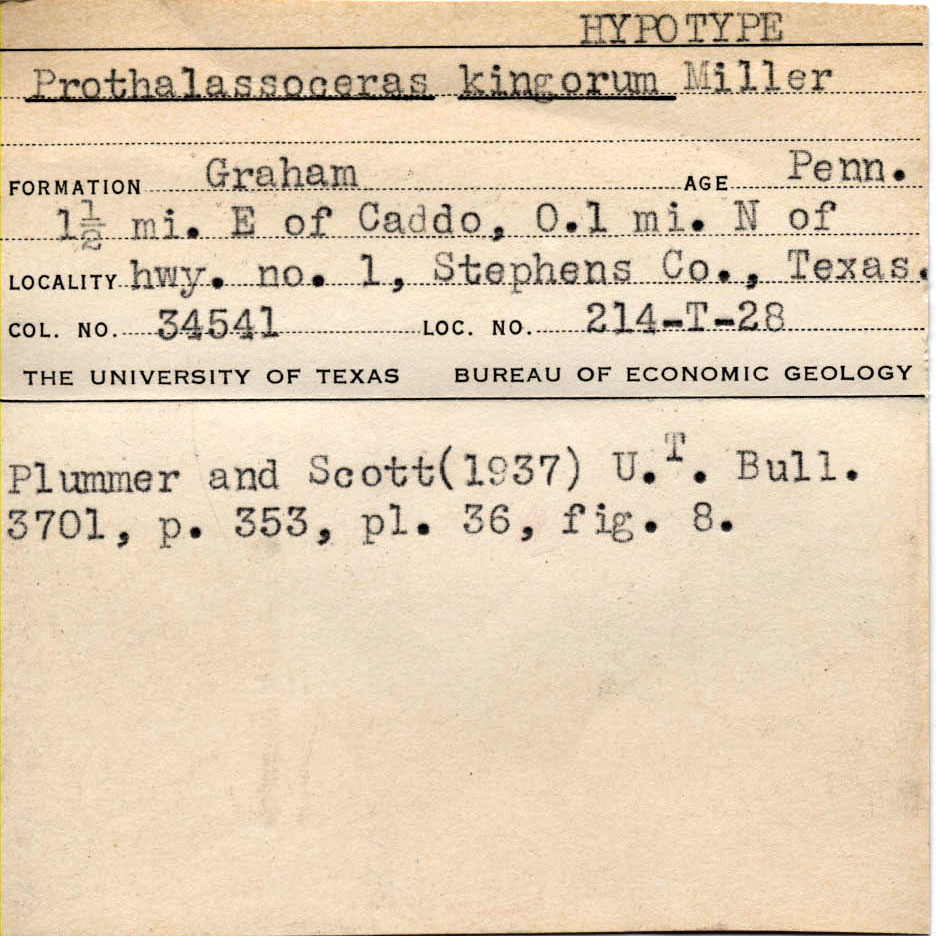 HYPOTYPE
Prothalassoceras kingorum Miller
FORMATION Graham AGE Penn.
1½ mi. E of Caddo, 0.1 mi. N of
LOCALITY hwy. no. 1, Stephens Co., Texas.
COL. NO. 34541 LOC. NO. 214-T-28
THE UNIVERSITY OF TEXAS BUREAU OF ECONOMIC GEOLOGY
Plummer and Scott(1937) U.T. Bull.
3701, p. 353, pl. 36, fig. 8.